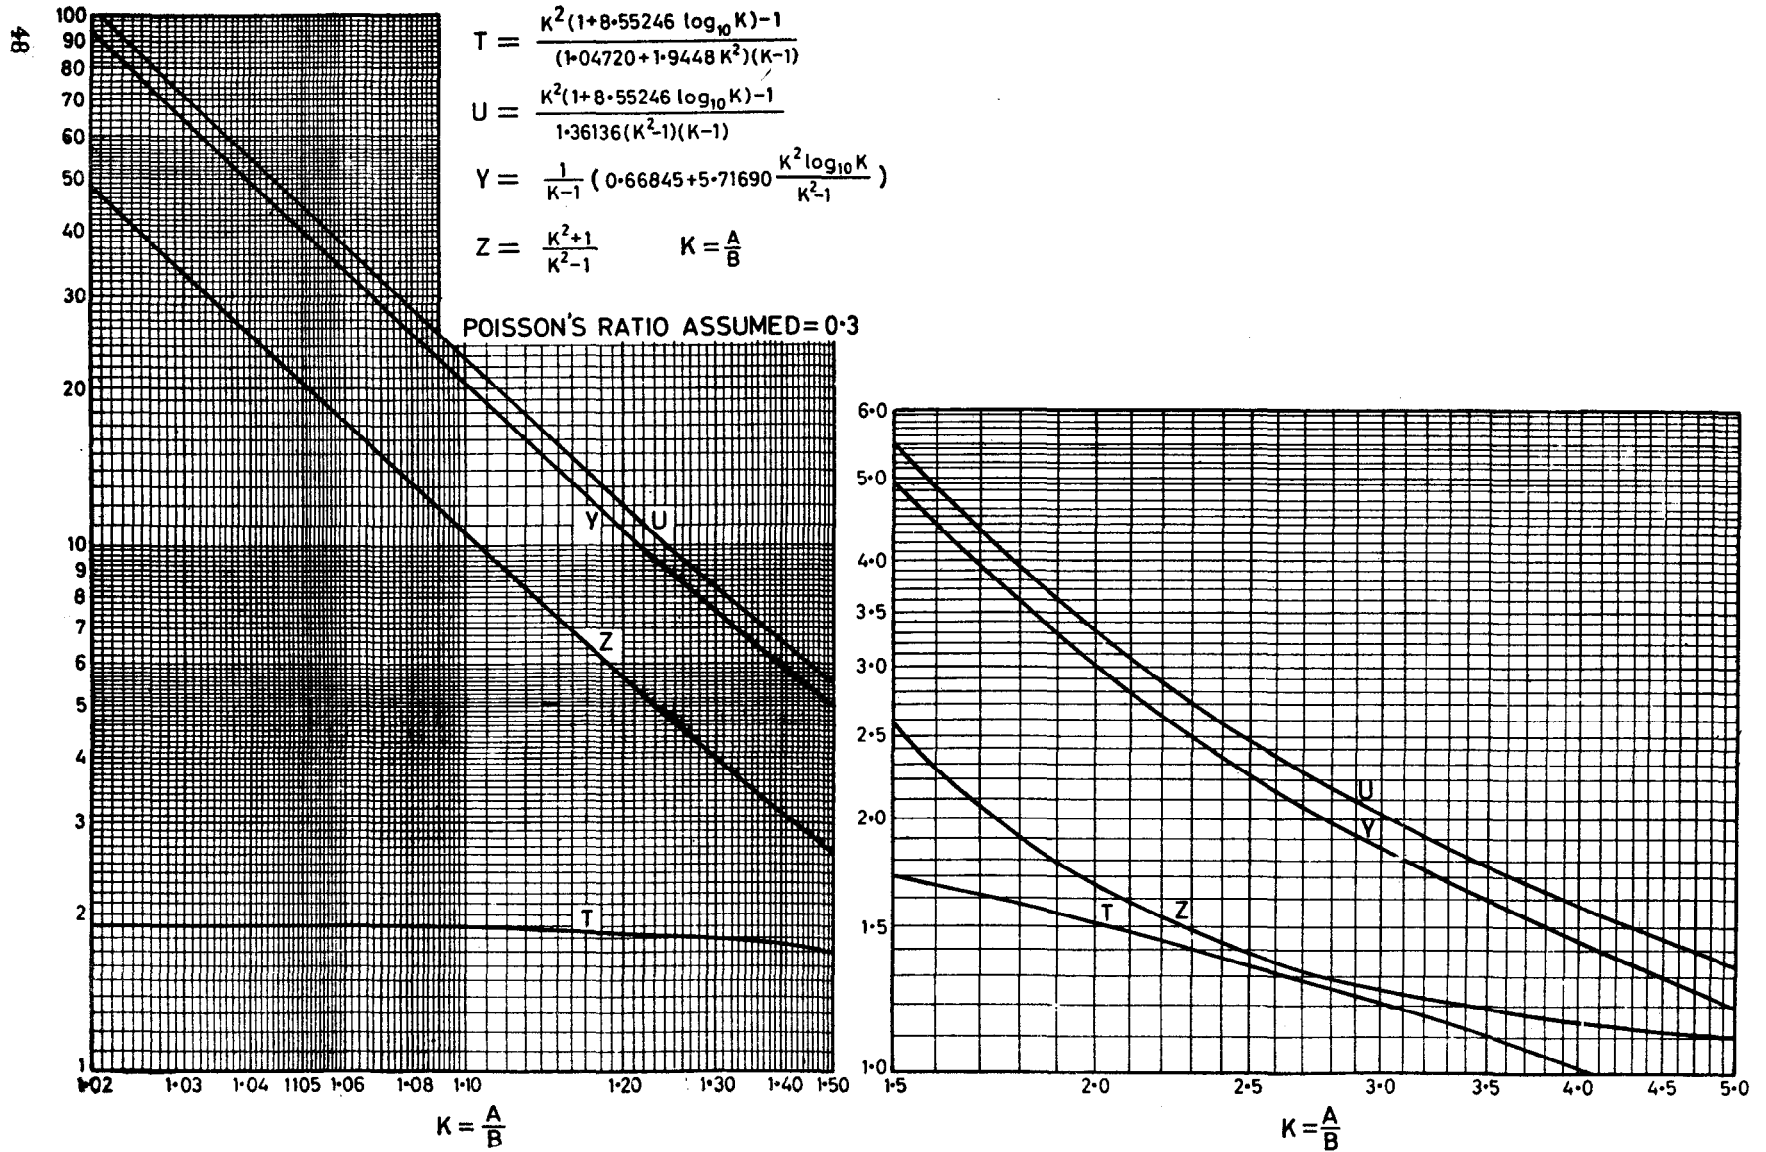 48
T = K²(1+8·55246 log₁₀K)−1 / (1·04720+1·9448 K²)(K−1)
U = K²(1+8·55246 log₁₀K)−1 / 1·36136(K²-1)(K−1)
Y = 1/K−1 (0·66845+5·71690 K² log₁₀K / K²-1)
Z = K²+1 / K²−1 K = A/B
POISSON'S RATIO ASSUMED = 0·3
100
90
80
70
60
50
40
30
20
10
9
8
7
6
5
4
3
2
1
Y U
Z
T
1·02 1·03 1·04 1105 1·06 1·08 1·10 1·20 1·30 1·40 1·50
K = A/B
6·0
5·0
4·0
3·5
3·0
2·5
2·0
1·5
1·0
U
Y
T Z
1·5 2·0 2·5 3·0 3·5 4·0 4·5 5·0
K = A/B